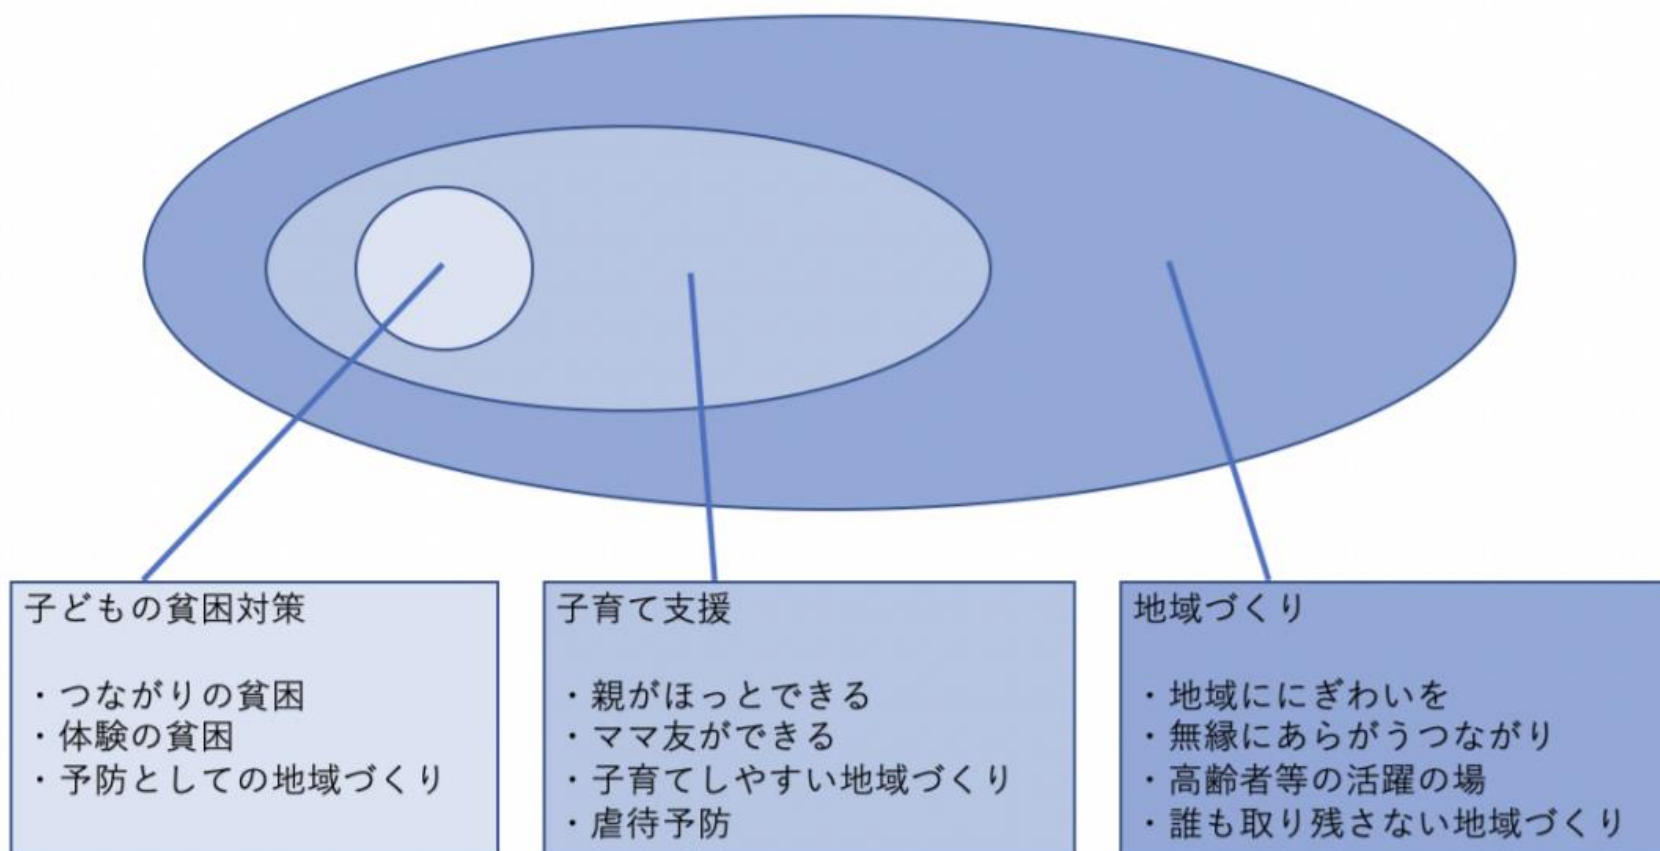 子どもの貧困対策
・つながりの貧困
・体験の貧困
・予防としての地域づくり
子育て支援
・親がほっとできる
・ママ友ができる
・子育てしやすい地域づくり
・虐待予防
地域づくり
・地域ににぎわいを
・無縁にあらがうつながり
・高齢者等の活躍の場
・誰も取り残さない地域づくり